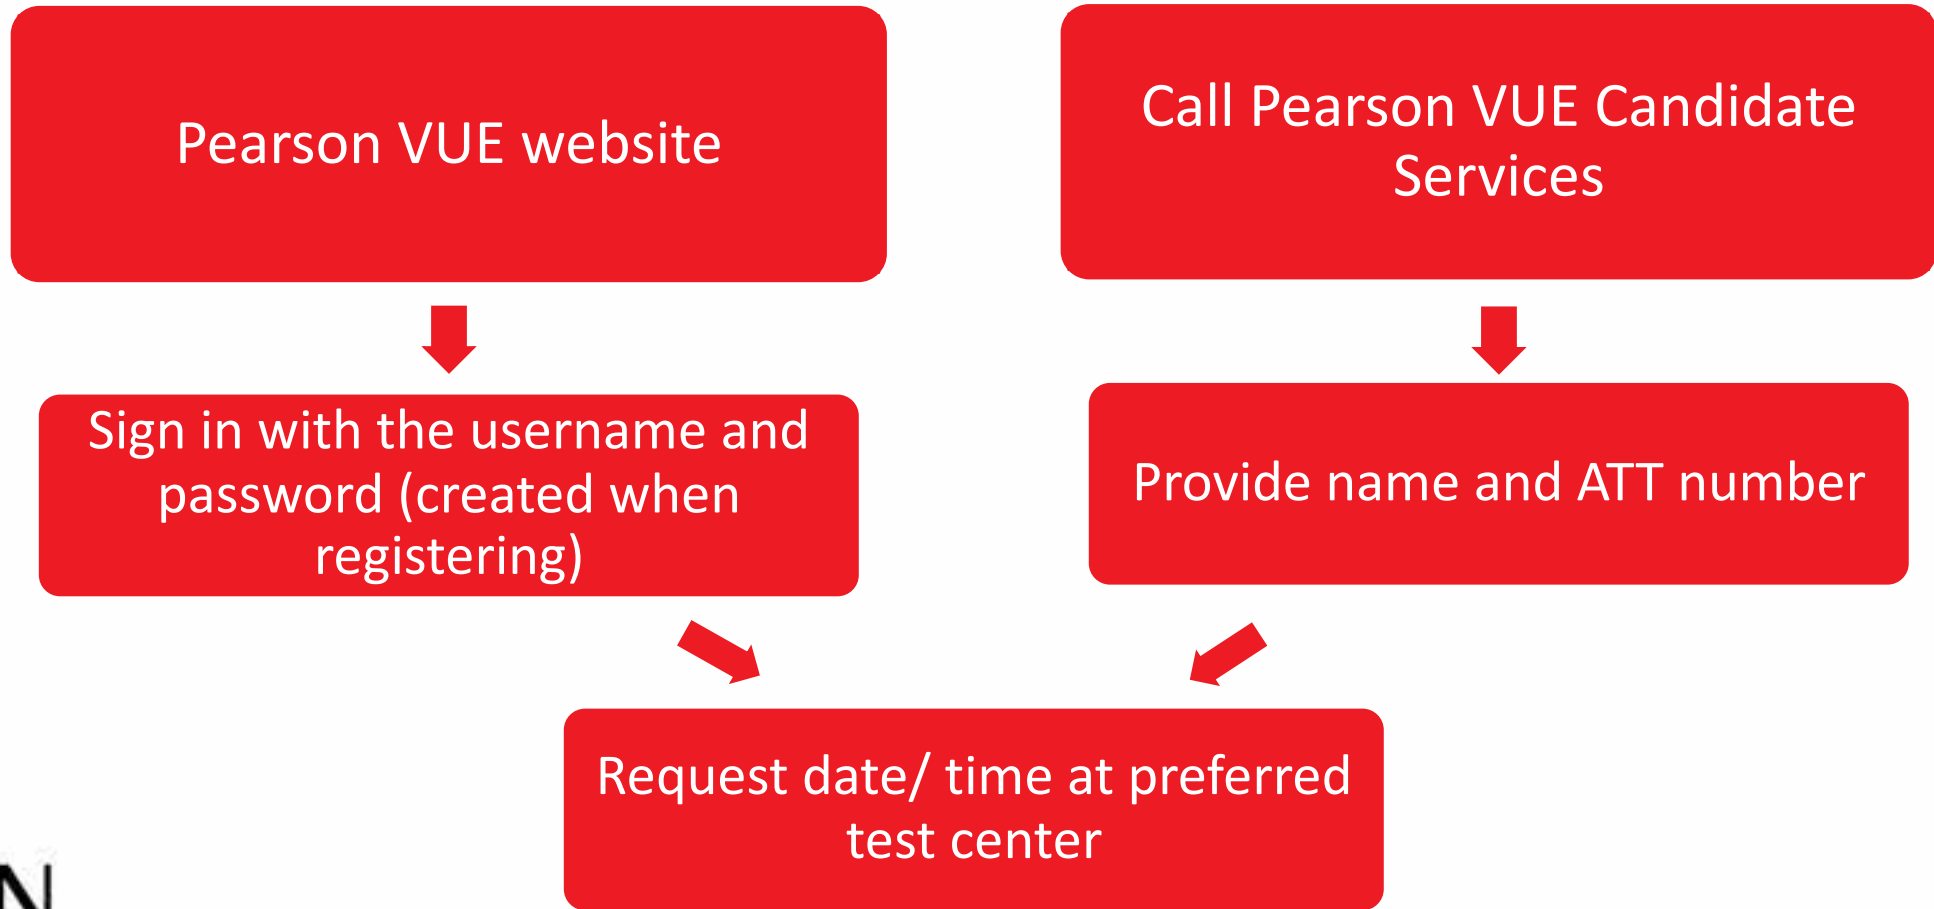 Pearson VUE website
Call Pearson VUE Candidate
Services
Sign in with the username and
password (created when
registering)
Provide name and ATT number
Request date/ time at preferred
test center
N